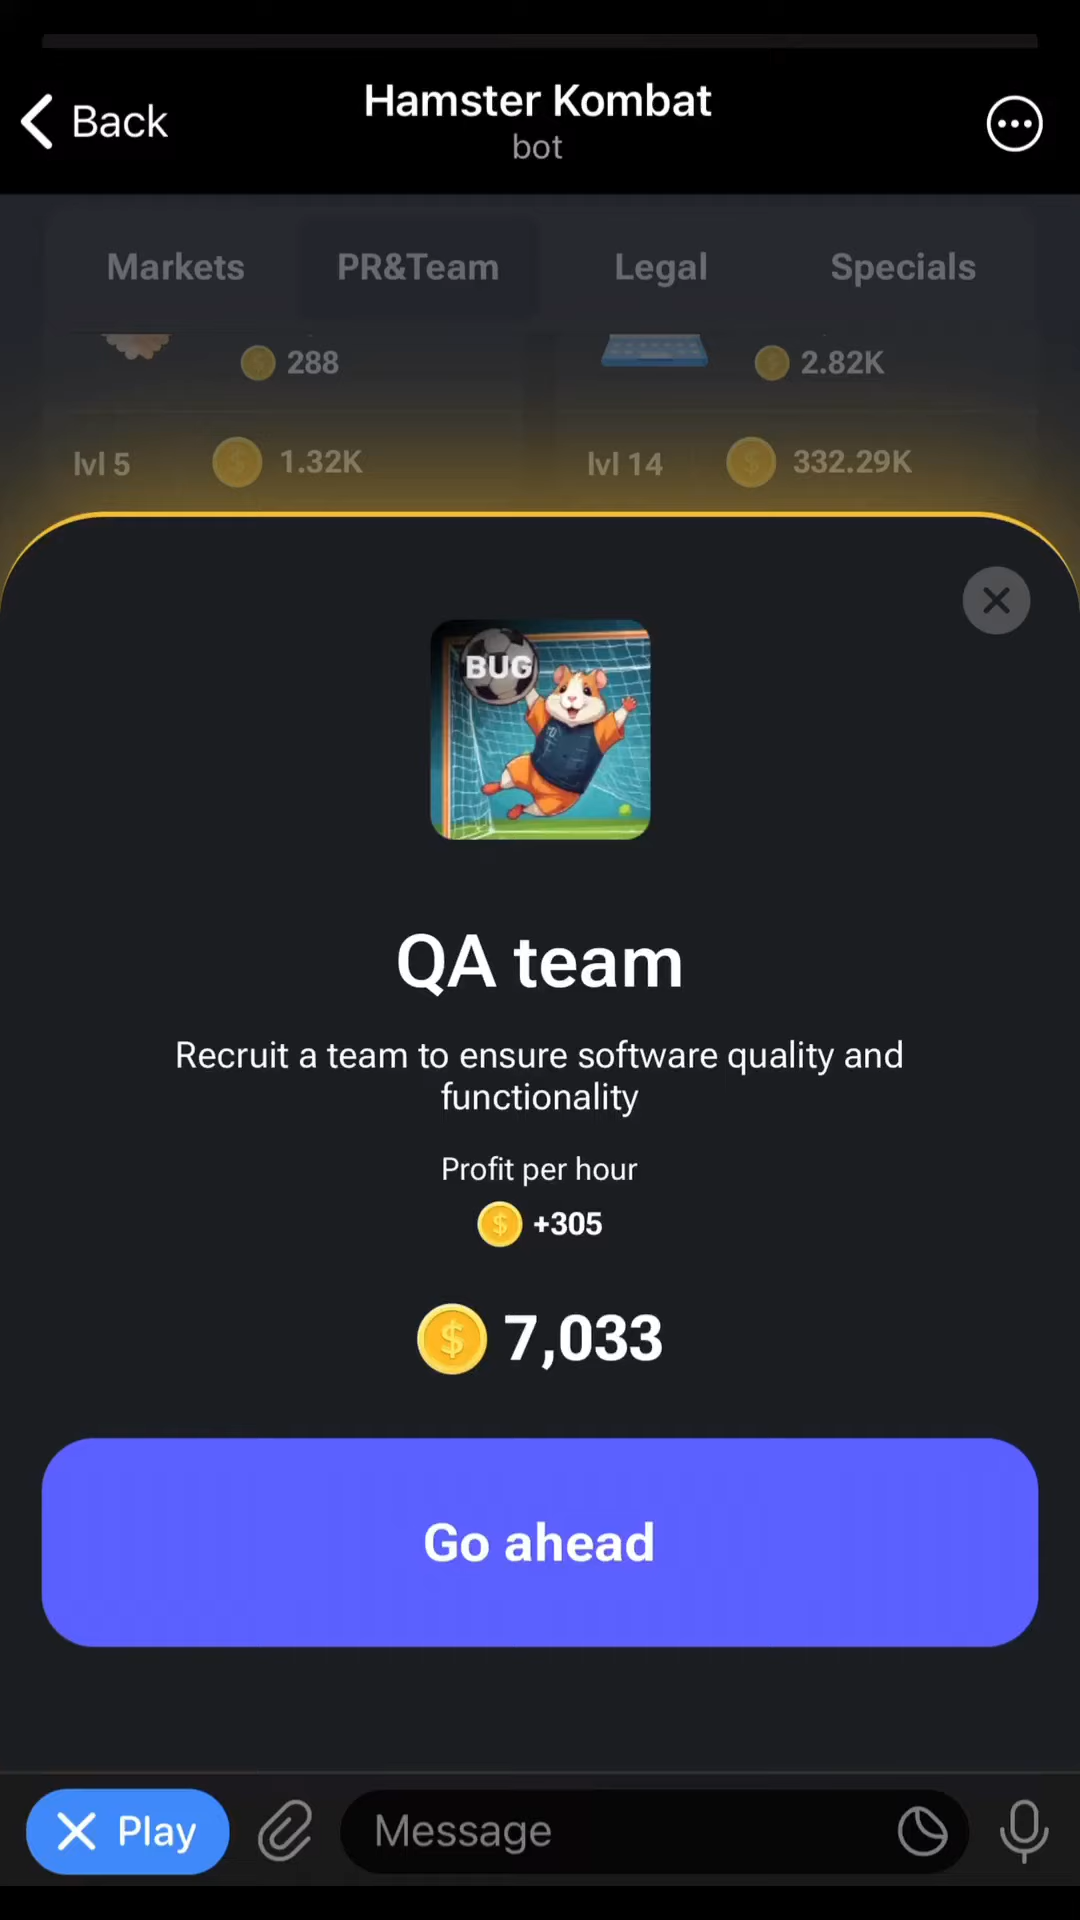 Back
Hamster Kombat
bot
Markets
PR&Team
Legal
Specials
288
2.82K
lvl 5
1.32K
lvl 14
332.29K
BUG
QA team
Recruit a team to ensure software quality and
functionality
Profit per hour
+305
7,033
Go ahead
Play
Message